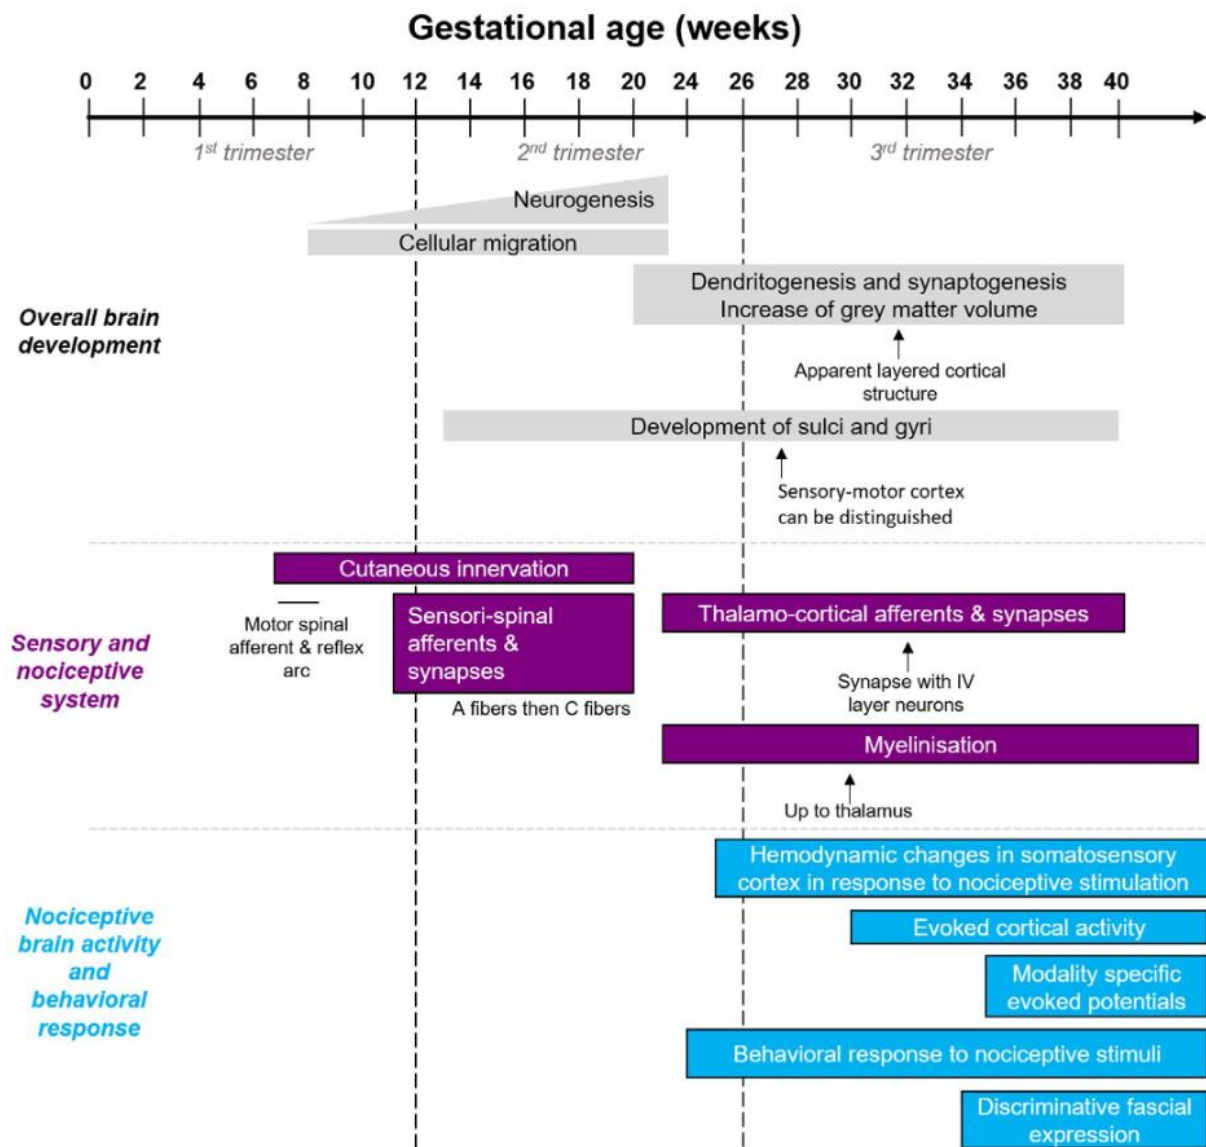 Gestational age (weeks)
0 2 4 6 8 10 12 14 16 18 20 24 26 30 32 34 36 38 40
1st trimester 2nd trimester 3rd trimester
Neurogenesis
Cellular migration
Dendritogenesis and synaptogenesis
Increase of grey matter volume
Overall brain
development
Apparent layered cortical
structure
Development of sulci and gyri
Sensory-motor cortex
can be distinguished
Cutaneous innervation
Sensory and
nociceptive
system
Motor spinal
afferent & reflex
arc
Sensori-spinal
afferents &
synapses
A fibers then C fibers
Thalamo-cortical afferents & synapses
Synapse with IV
layer neurons
Myelinisation
Up to thalamus
Nociceptive
brain activity
and
behavioral
response
Hemodynamic changes in somatosensory
cortex in response to nociceptive stimulation
Evoked cortical activity
Modality specific
evoked potentials
Behavioral response to nociceptive stimuli
Discriminative fascial
expression